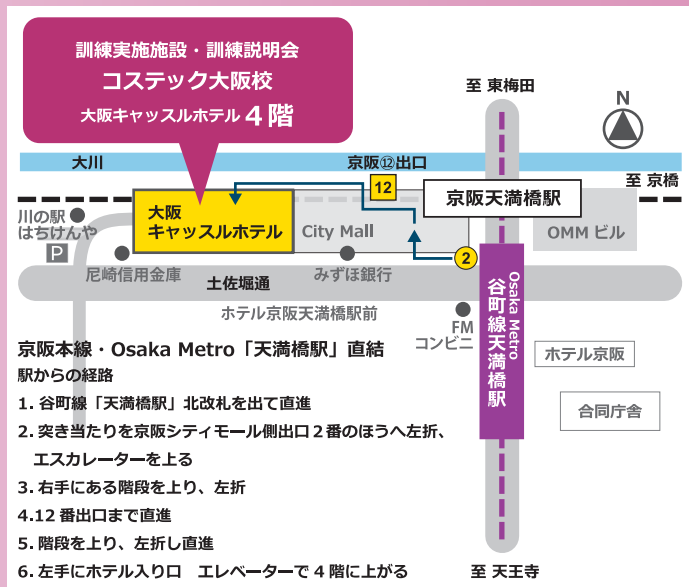 訓練実施施設・訓練説明会
コステック大阪校
大阪キャッスルホテル 4 階
至 東梅田
N
大川
京阪⑫出口
至 京橋
12
京阪天満橋駅
川の駅
はちけんや
P
大阪
キャッスルホテル
City Mall
OMM ビル
2
尼崎信用金庫
みずほ銀行
土佐堀通
ホテル京阪天満橋駅前
FM
コンビニ
Osaka Metro
谷町線天満橋駅
ホテル京阪
合同庁舎
京阪本線・Osaka Metro「天満橋駅」直結
駅からの経路
1. 谷町線「天満橋駅」北改札を出て直進
2. 突き当たりを京阪シティモール側出口２番のほうへ左折、
エスカレーターを上る
3. 右手にある階段を上り、左折
4.12 番出口まで直進
5. 階段を上り、左折し直進
6. 左手にホテル入り口　エレベーターで 4 階に上がる
至 天王寺